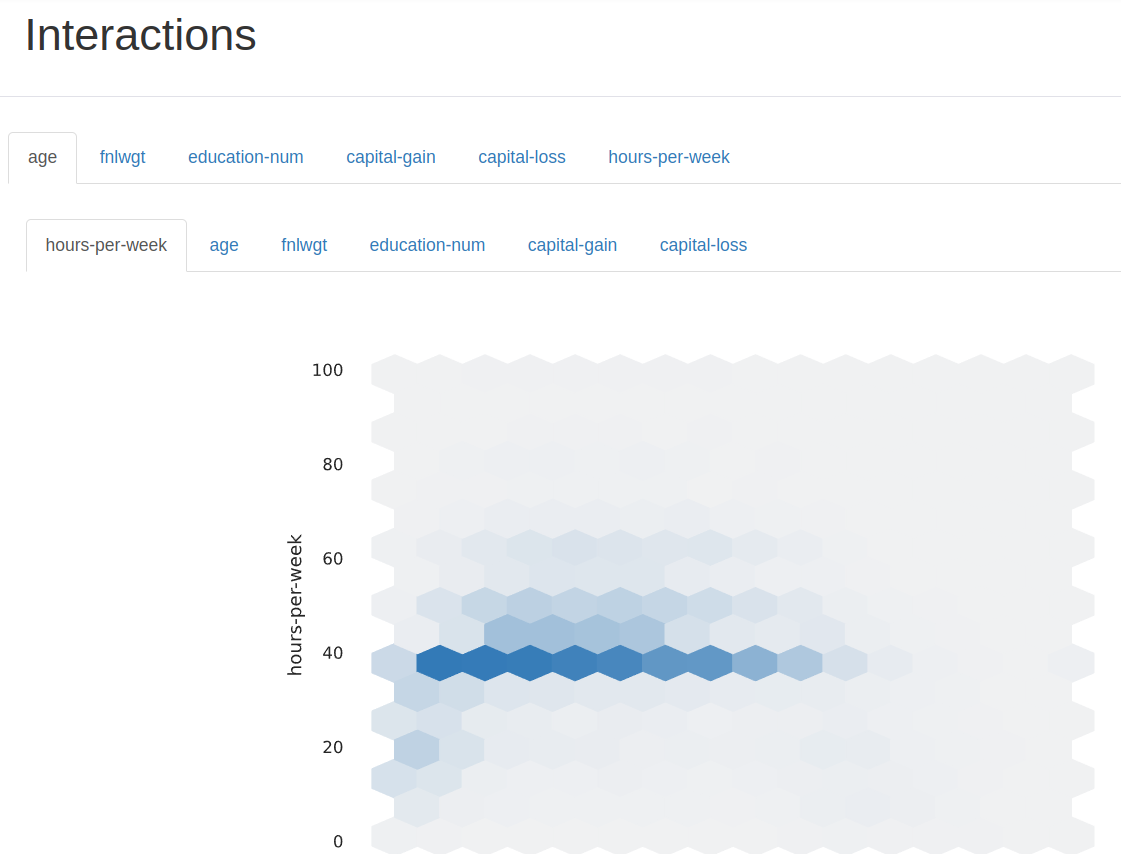 Interactions
age fnlwgt education-num capital-gain capital-loss hours-per-week
hours-per-week age fnlwgt education-num capital-gain capital-loss
100
80
60
hours-per-week
40
20
0